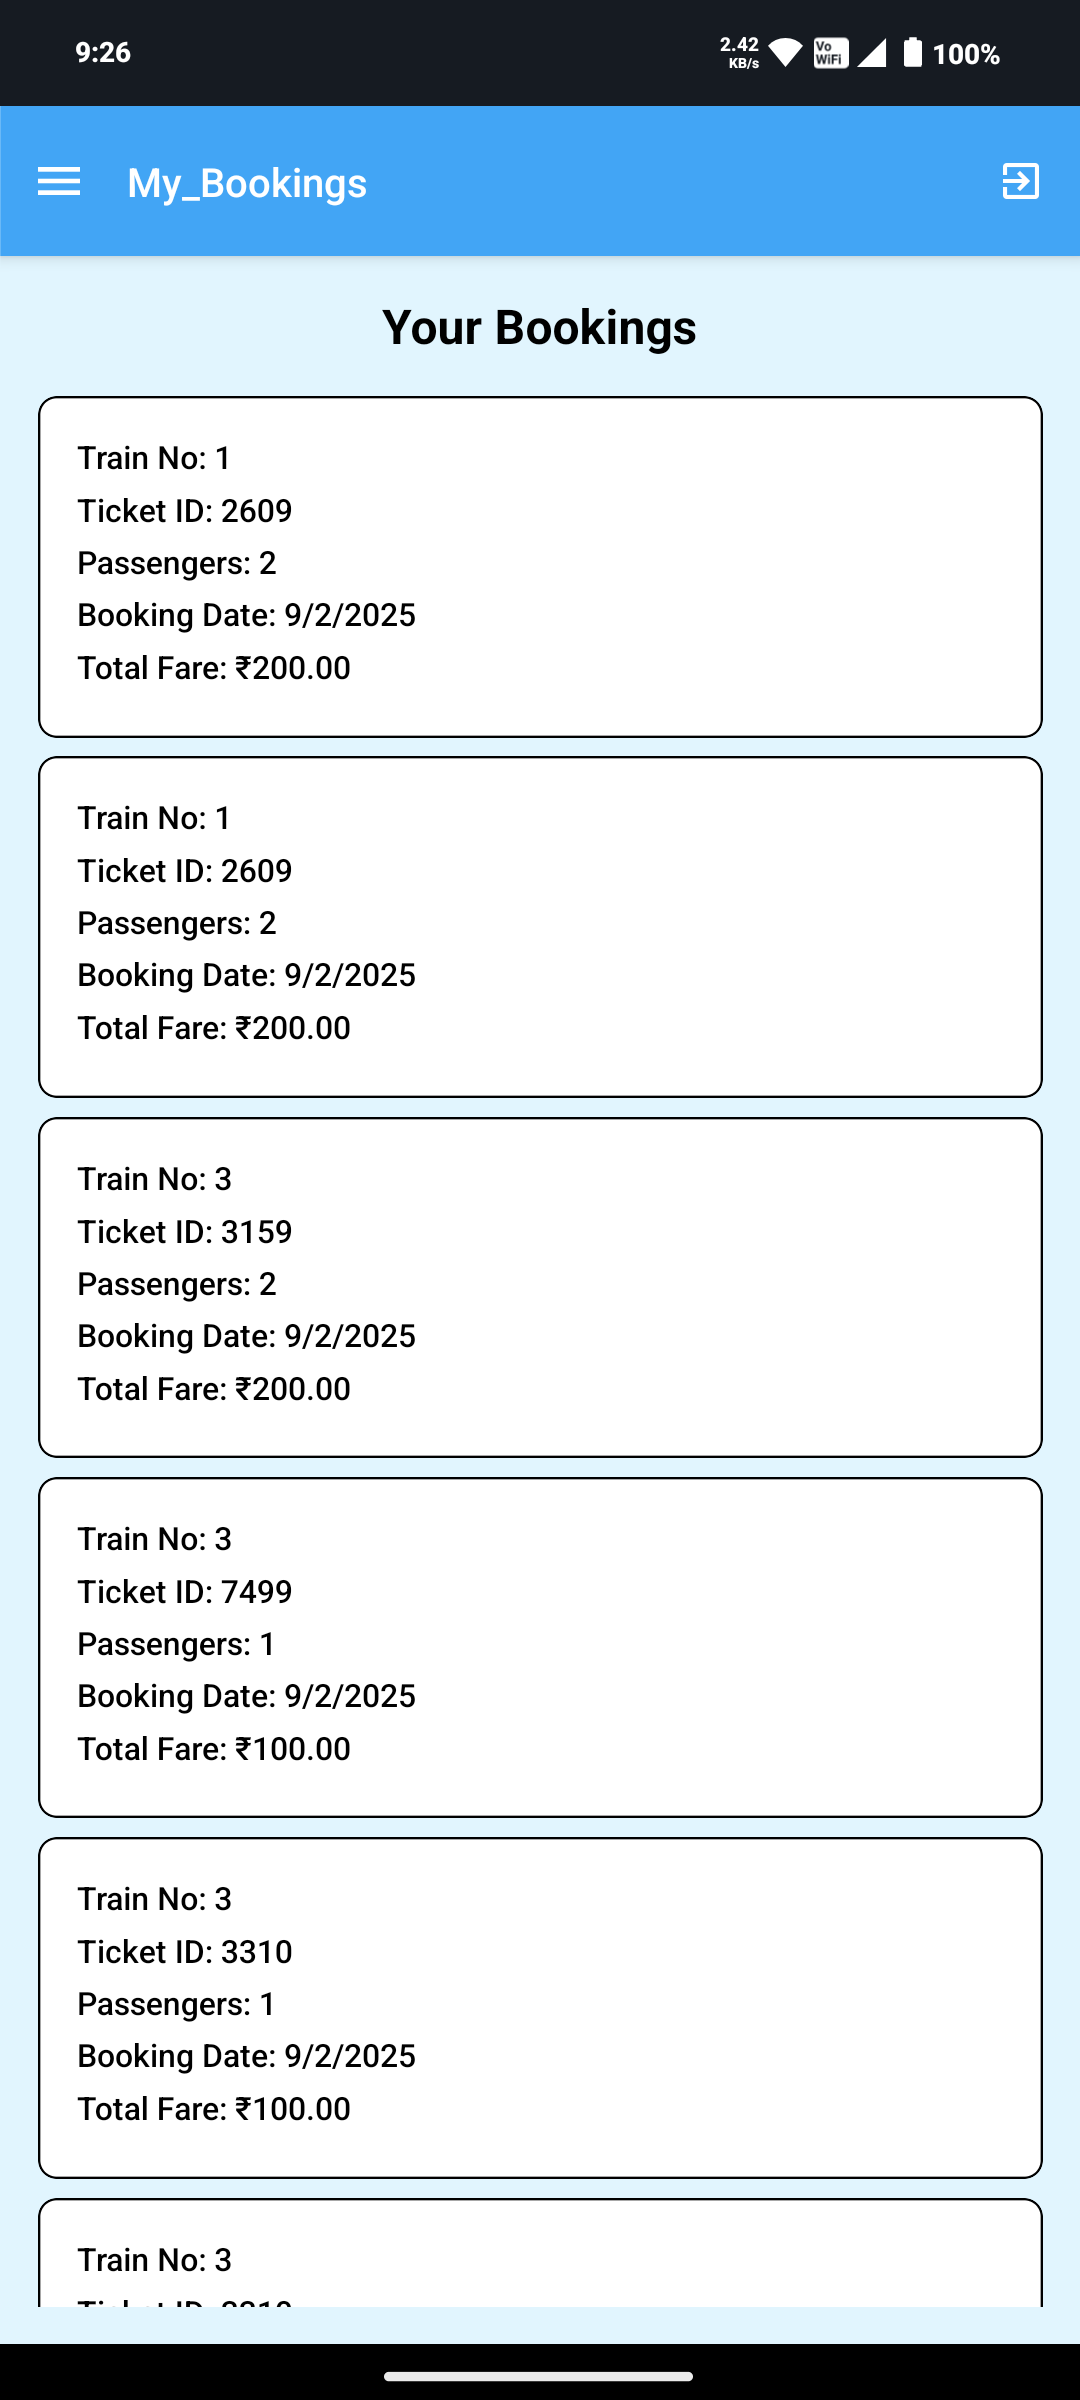 9:26
2.42
KB/s
Vo
WiFi
100%
My_Bookings
Your Bookings
Train No: 1
Ticket ID: 2609
Passengers: 2
Booking Date: 9/2/2025
Total Fare: ₹200.00
Train No: 1
Ticket ID: 2609
Passengers: 2
Booking Date: 9/2/2025
Total Fare: ₹200.00
Train No: 3
Ticket ID: 3159
Passengers: 2
Booking Date: 9/2/2025
Total Fare: ₹200.00
Train No: 3
Ticket ID: 7499
Passengers: 1
Booking Date: 9/2/2025
Total Fare: ₹100.00
Train No: 3
Ticket ID: 3310
Passengers: 1
Booking Date: 9/2/2025
Total Fare: ₹100.00
Train No: 3
Ticket ID: